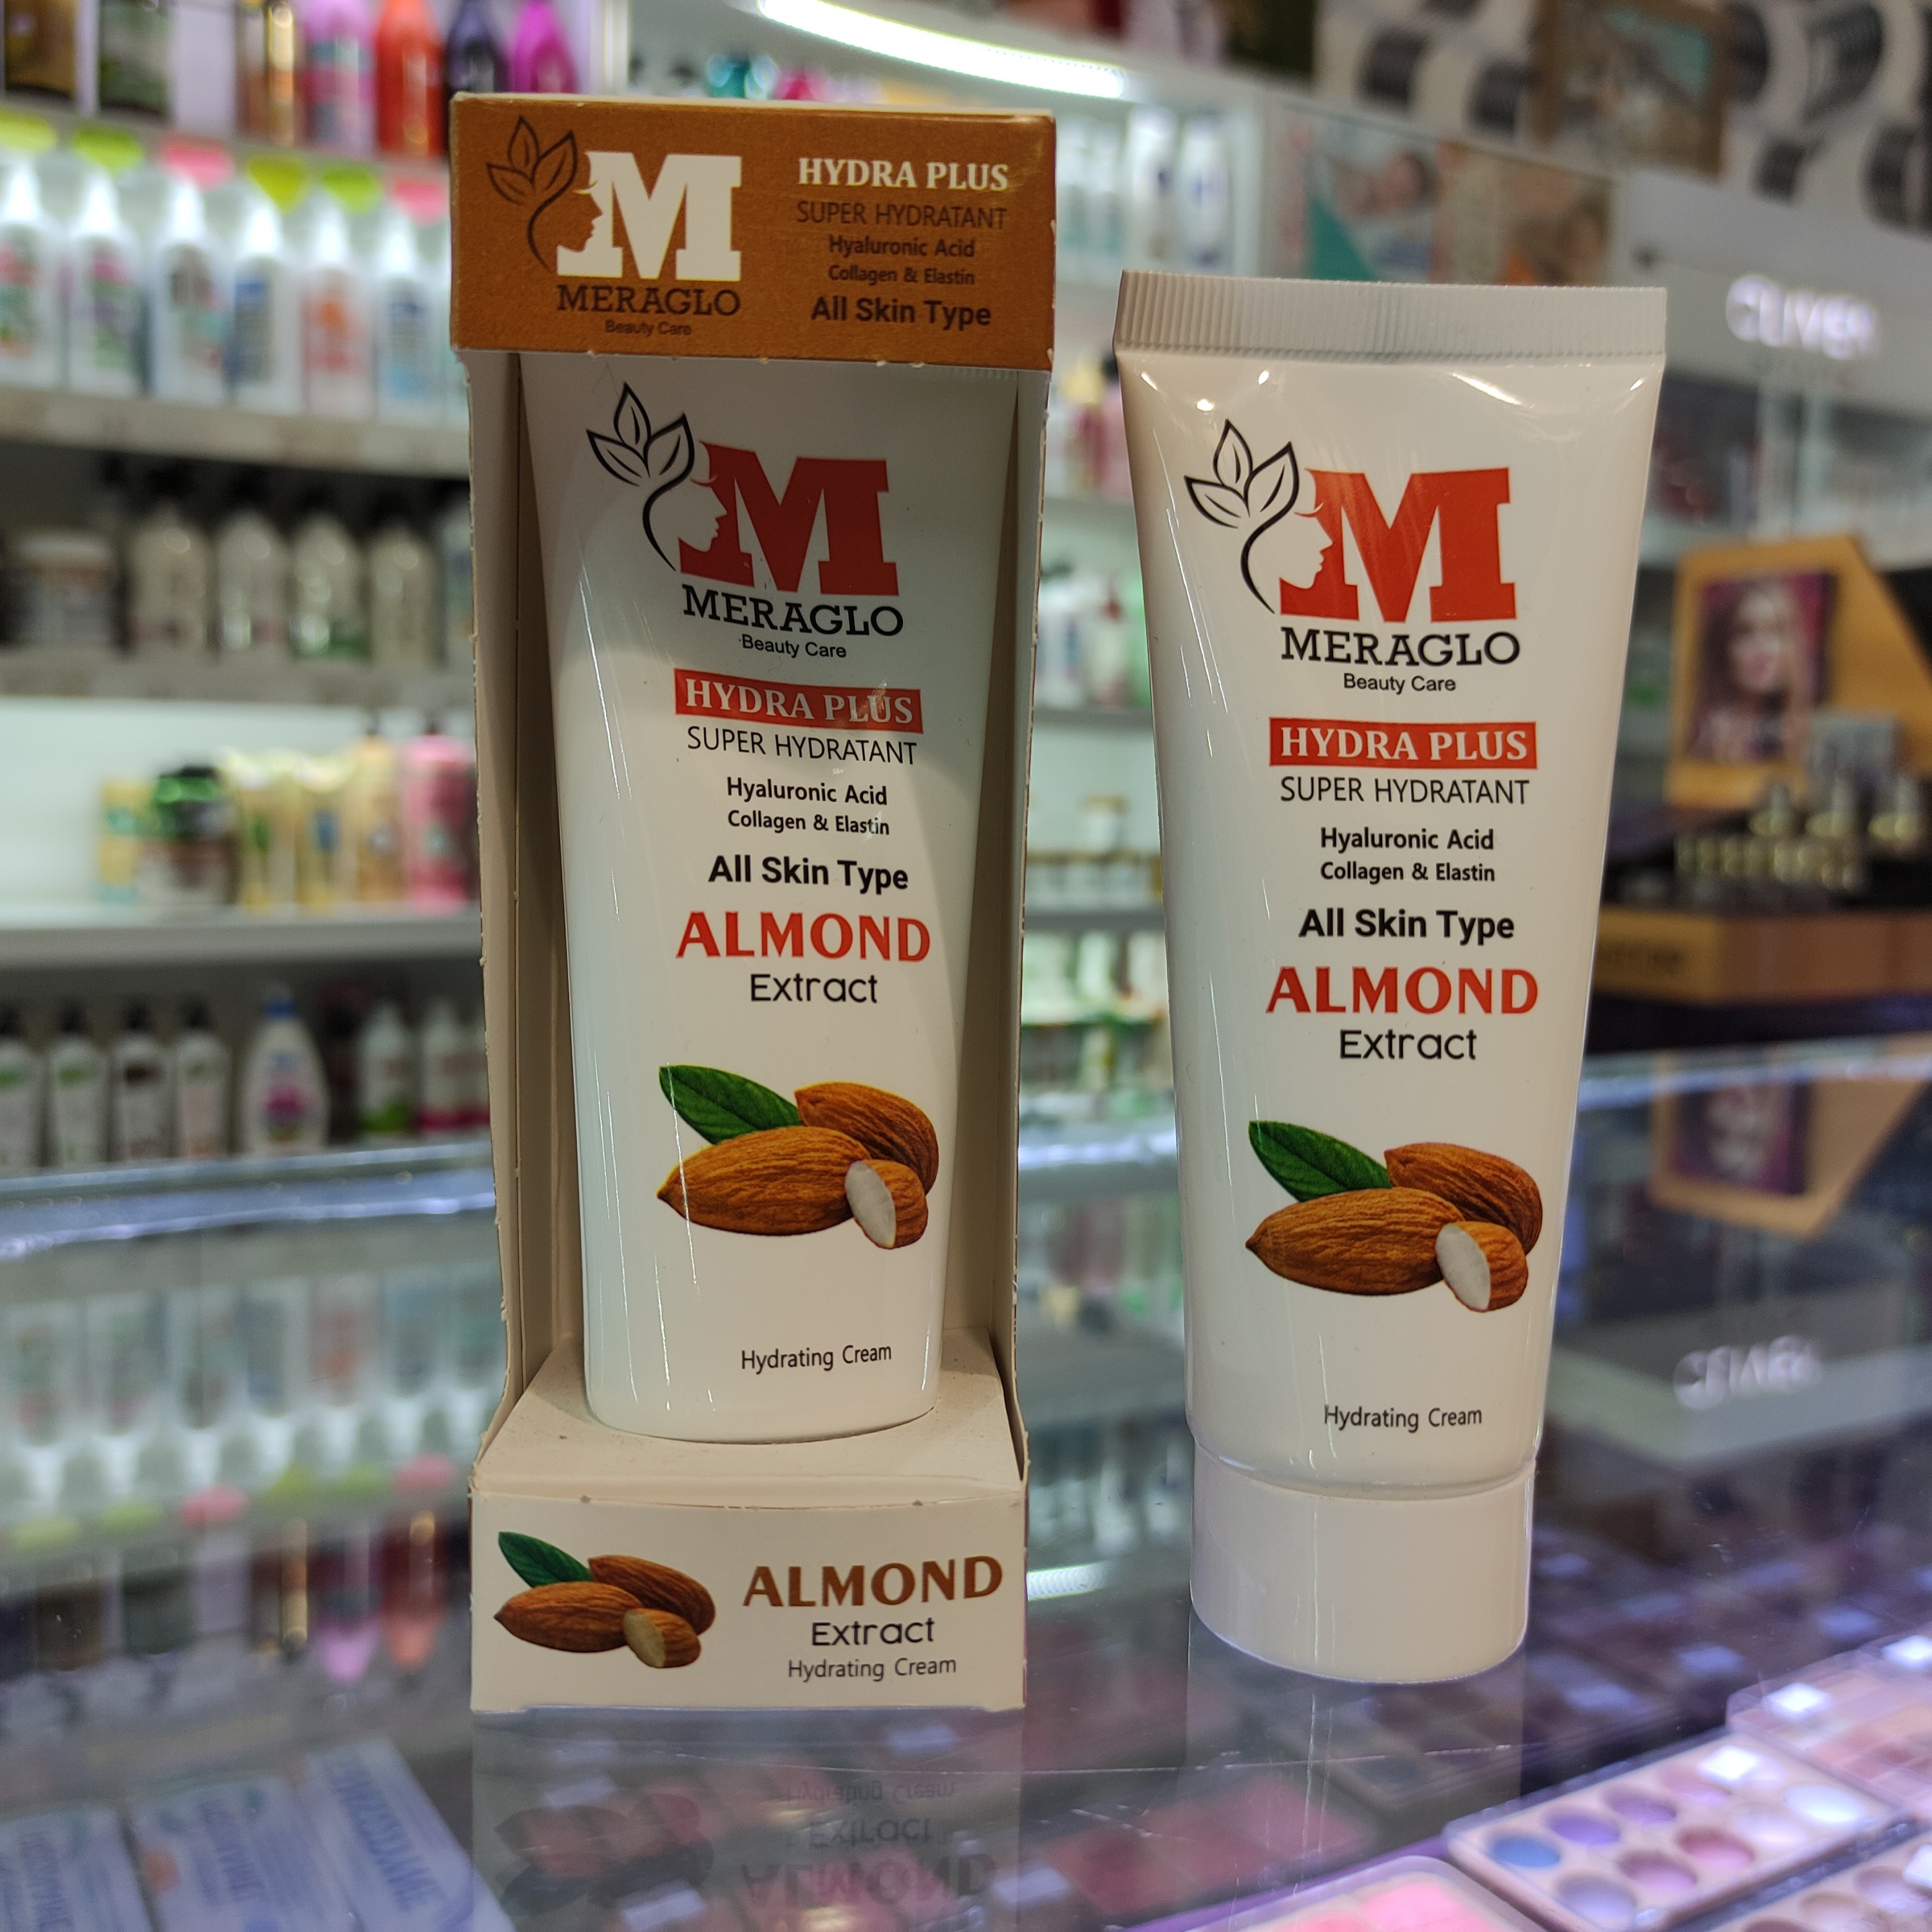 M
MERAGLO
Beauty Care
HYDRA PLUS
SUPER HYDRATANT
Hyaluronic Acid
Collagen & Elastin
All Skin Type
M
MERAGLO
Beauty Care
HYDRA PLUS
SUPER HYDRATANT
Hyaluronic Acid
Collagen & Elastin
All Skin Type
ALMOND
Extract
Hydrating Cream
ALMOND
Extract
Hydrating Cream
M
MERAGLO
Beauty Care
HYDRA PLUS
SUPER HYDRATANT
Hyaluronic Acid
Collagen & Elastin
All Skin Type
ALMOND
Extract
Hydrating Cream